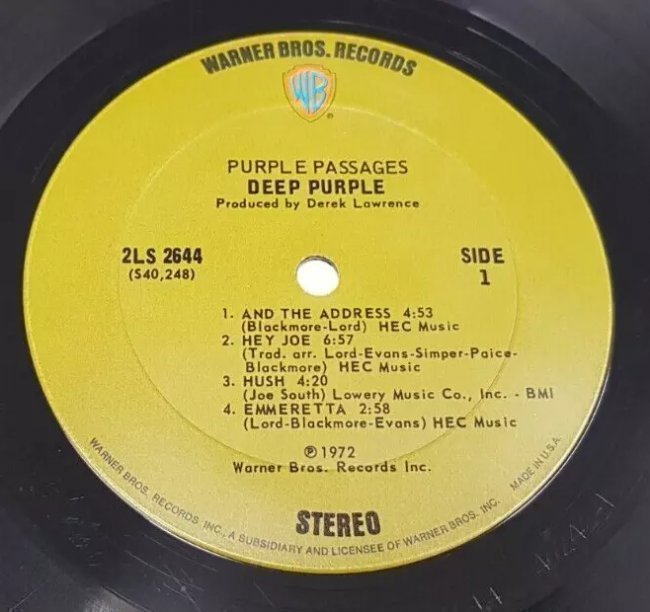 WARNER BROS. RECORDS
WB
®
PURPLE PASSAGES
DEEP PURPLE
Produced by Derek Lawrence
2LS 2644
(S40,248)
SIDE
1
1. AND THE ADDRESS 4:53
(Blackmore-Lord) HEC Music
2. HEY JOE 6:57
(Trad. arr. Lord-Evans-Simper-Paice-
Blackmore) HEC Music
3. HUSH 4:20
(Joe South) Lowery Music Co., Inc. - BMI
4. EMMERETTA 2:58
(Lord-Blackmore-Evans) HEC Music
℗1972
Warner Bros. Records Inc.
STEREO
WARNER BROS. RECORDS INC., A SUBSIDIARY AND LICENSEE OF WARNER BROS. INC. MADE IN U.S.A.